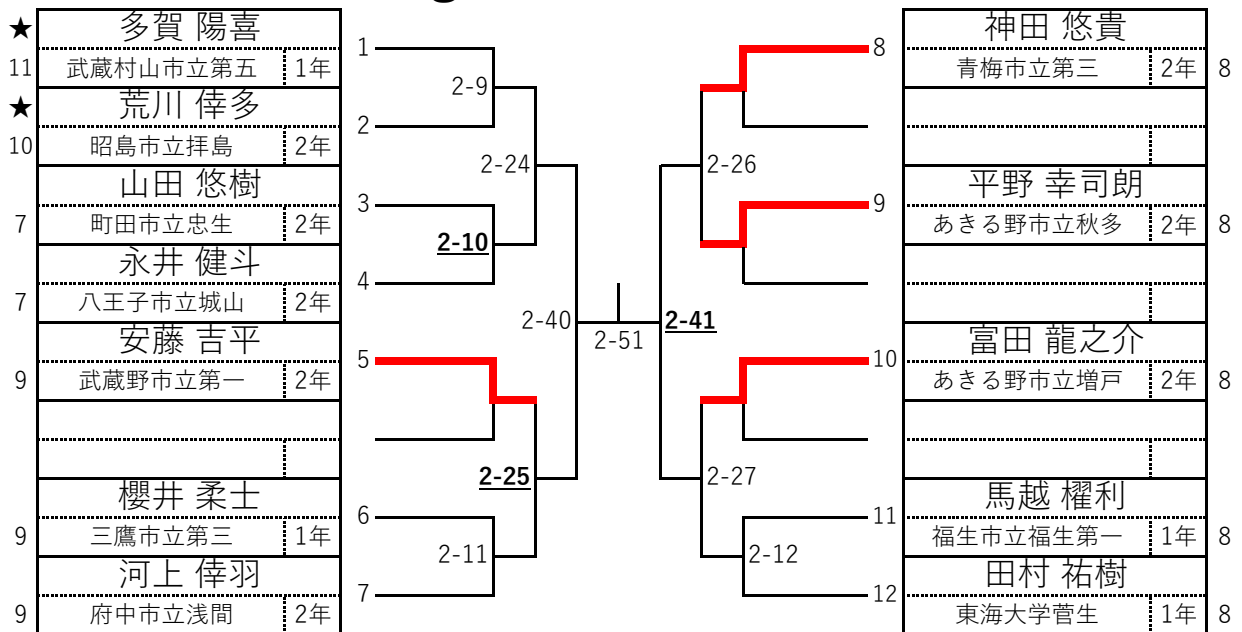 ★ 多賀 陽喜
11 武蔵村山市立第五 1年
1
★ 荒川 倖多
10 昭島市立拝島 2年
2
2-9
山田 悠樹
7 町田市立忠生 2年
3
永井 健斗
7 八王子市立城山 2年
4
2-10
2-24
安藤 吉平
9 武蔵野市立第一 2年
5
櫻井 柔士
9 三鷹市立第三 1年
6
河上 倖羽
9 府中市立浅間 2年
7
2-11
2-25
2-40
2-51
2-41
神田 悠貴
8 青梅市立第三 2年 8
平野 幸司朗
9 あきる野市立秋多 2年 8
2-26
富田 龍之介
10 あきる野市立増戸 2年 8
馬越 櫂利
11 福生市立福生第一 1年 8
田村 祐樹
12 東海大学菅生 1年 8
2-12
2-27